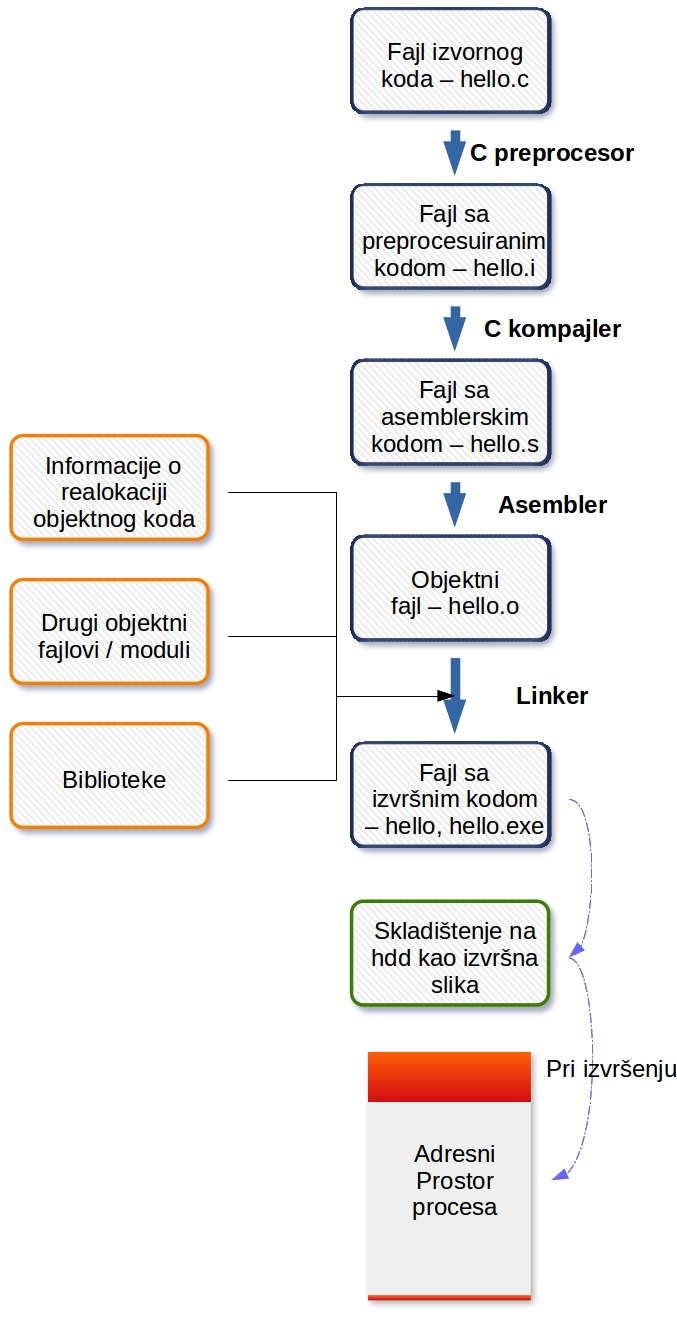 Fajl izvornog
koda – hello.c
C preprocesor
Fajl sa
preprocesuiranim
kodom – hello.i
C kompajler
Fajl sa
asemblerskim
kodom – hello.s
Asembler
Informacije o
realokaciji
objektnog koda
Objektni
fajl – hello.o
Drugi objektni
fajlovi / moduli
Linker
Biblioteke
Fajl sa
izvršnim kodom
– hello, hello.exe
Skladištenje na
hdd kao izvršna
slika
Pri izvršenju
Adresni
Prostor
procesa